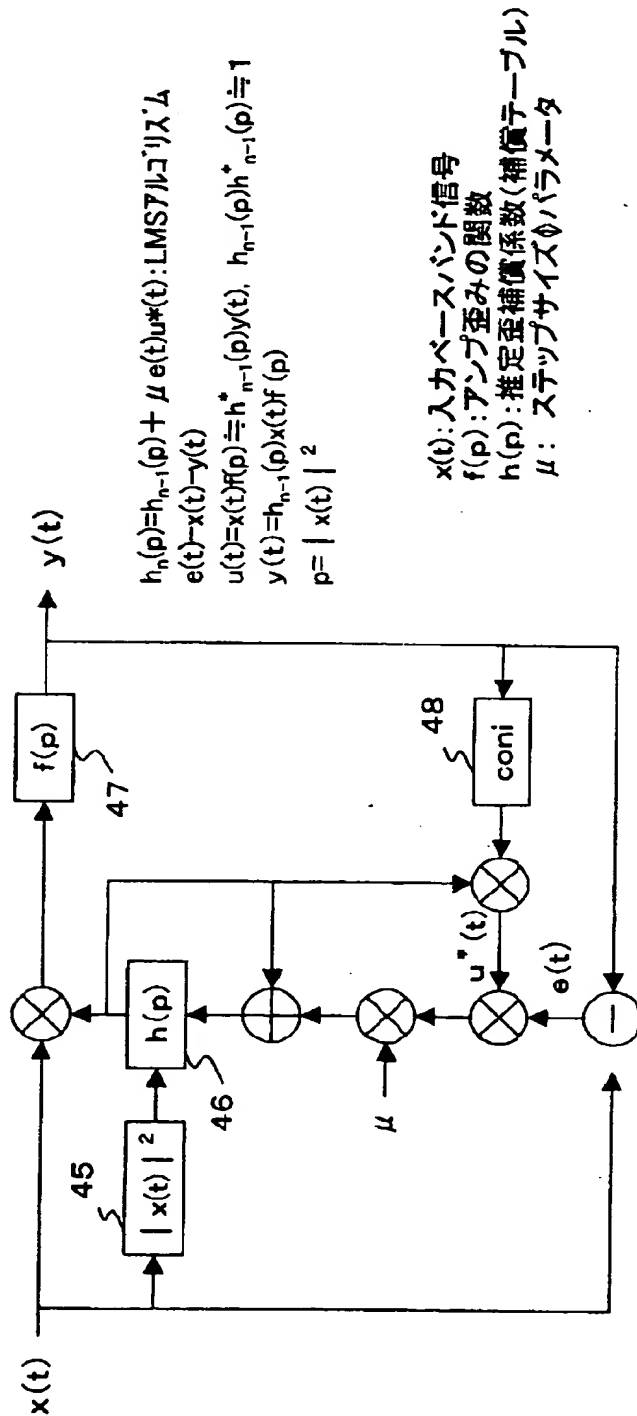 x(t)
45
| x(t) |²
h(p)
46
f(p)
47
y(t)
μ
u*(t)
e(t)
48
coni
hₙ(p)=hₙ₋₁(p)+ μ e(t)u*(t):LMSアルゴリズム
e(t)-x(t)-y(t)
u(t)=x(t)f(p)≒h*ₙ₋₁(p)y(t), hₙ₋₁(p)h*ₙ₋₁(p)≒1
y(t)=hₙ₋₁(p)x(t)f(p)
p=| x(t) |²
x(t):入力ベースバンド信号
f(p):アンプ歪みの関数
h(p):推定歪補償係数(補償テーブル)
μ: ステップサイズのパラメータ